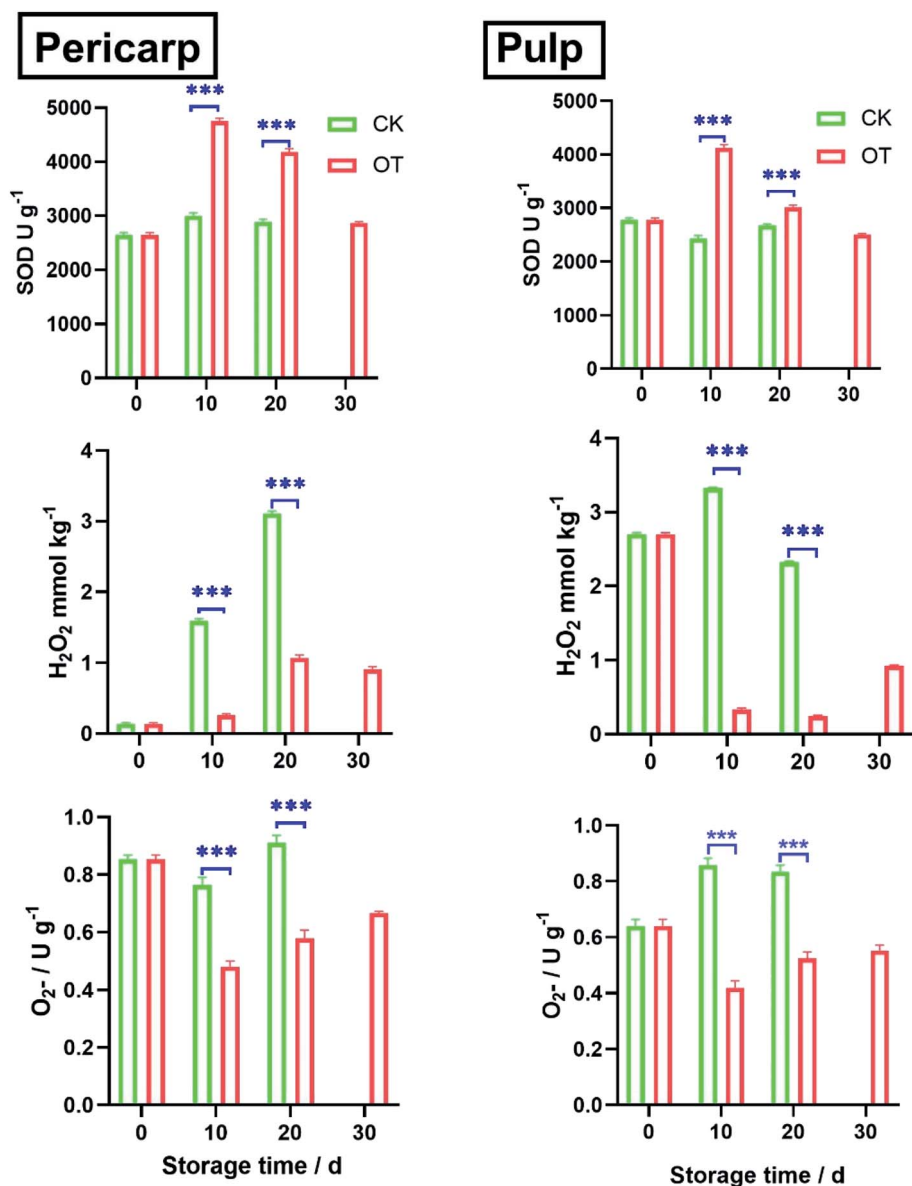 Pericarp
Pulp
***
***
5000
4000
3000
2000
1000
0
SOD U g⁻¹
CK
OT
0 10 20 30
***
***
5000
4000
3000
2000
1000
0
SOD U g⁻¹
CK
OT
0 10 20 30
***
***
4
3
2
1
0
H₂O₂ mmol kg⁻¹
0 10 20 30
***
***
4
3
2
1
0
H₂O₂ mmol kg⁻¹
0 10 20 30
***
***
1.0
0.8
0.6
0.4
0.2
0.0
O₂- / U g⁻¹
0 10 20 30
Storage time / d
***
***
1.0
0.8
0.6
0.4
0.2
0.0
O₂- / U g⁻¹
0 10 20 30
Storage time / d